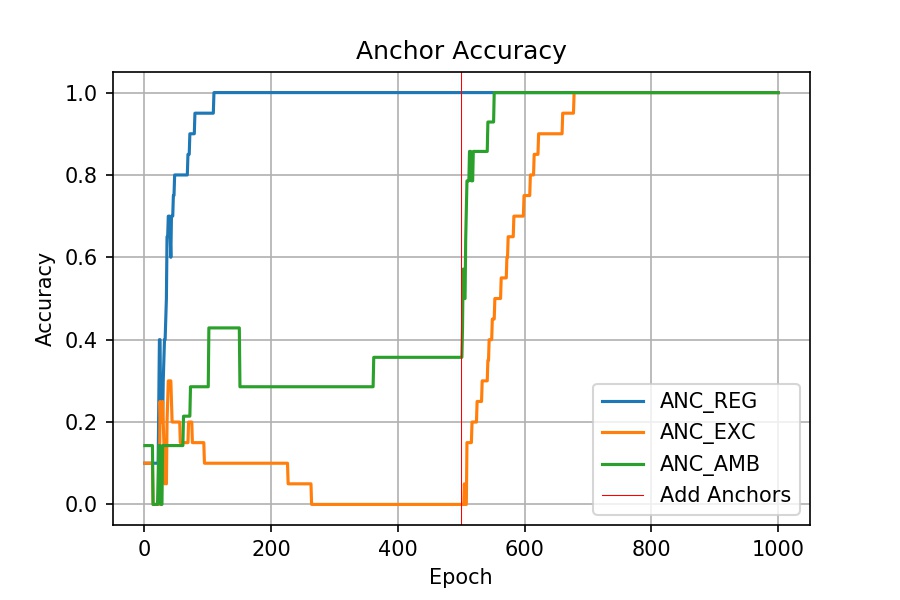 Anchor Accuracy
Accuracy
1.0
0.8
0.6
0.4
0.2
0.0
ANC_REG
ANC_EXC
ANC_AMB
Add Anchors
0 200 400 600 800 1000
Epoch